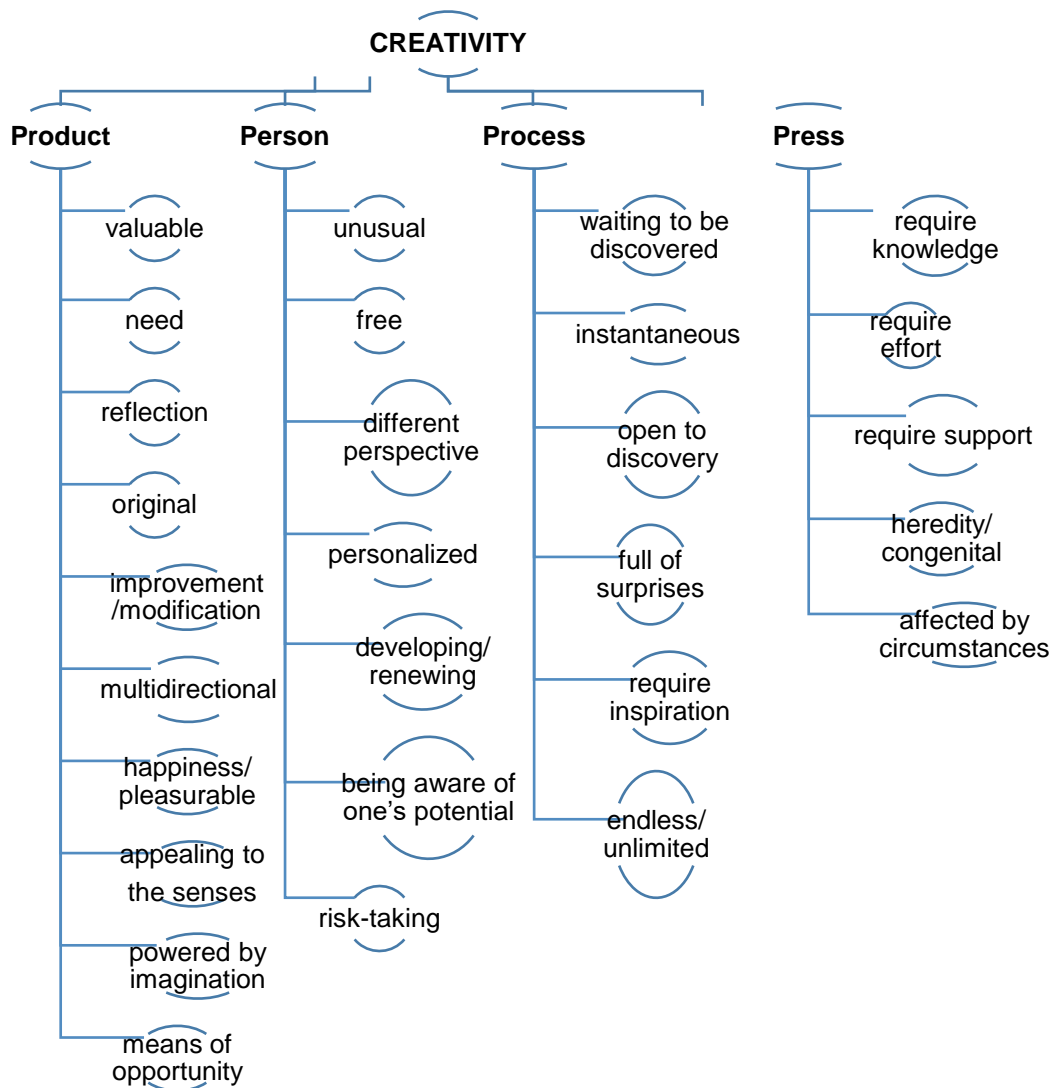 CREATIVITY
Product
Person
Process
Press
valuable
need
reflection
original
improvement
/modification
multidirectional
happiness/
pleasurable
appealing to
the senses
powered by
imagination
means of
opportunity
unusual
free
different
perspective
personalized
developing/
renewing
being aware of
one’s potential
risk-taking
waiting to be
discovered
instantaneous
open to
discovery
full of
surprises
require
inspiration
endless/
unlimited
require
knowledge
require
effort
require support
heredity/
congenital
affected by
circumstances